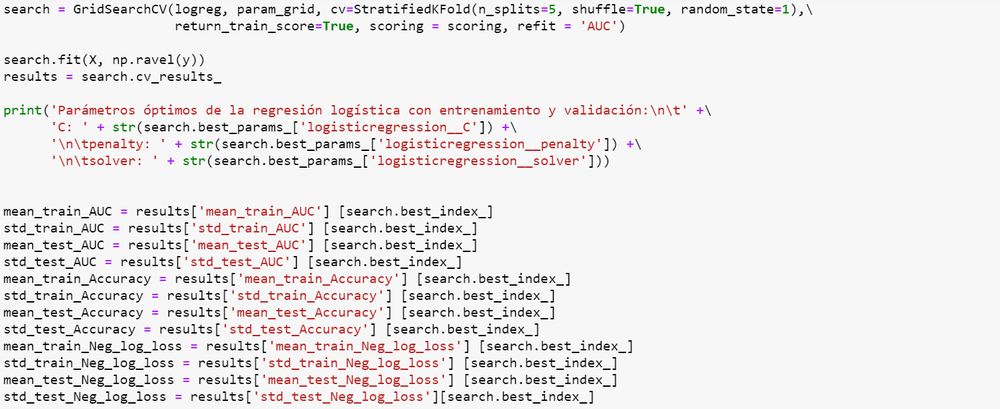 search = GridSearchCV(logreg, param_grid, cv=StratifiedKFold(n_splits=5, shuffle=True, random_state=1),\
                      return_train_score=True, scoring = scoring, refit = 'AUC')

search.fit(X, np.ravel(y))
results = search.cv_results_

print('Parámetros óptimos de la regresión logística con entrenamiento y validación:\n\t' +\
      'C: ' + str(search.best_params_['logisticregression__C']) +\
      '\n\tpenalty: ' + str(search.best_params_['logisticregression__penalty']) +\
      '\n\tsolver: ' + str(search.best_params_['logisticregression__solver']))


mean_train_AUC = results['mean_train_AUC'] [search.best_index_]
std_train_AUC = results['std_train_AUC'] [search.best_index_]
mean_test_AUC = results['mean_test_AUC'] [search.best_index_]
std_test_AUC = results['std_test_AUC'] [search.best_index_]
mean_train_Accuracy = results['mean_train_Accuracy'] [search.best_index_]
std_train_Accuracy = results['std_train_Accuracy'] [search.best_index_]
mean_test_Accuracy = results['mean_test_Accuracy'] [search.best_index_]
std_test_Accuracy = results['std_test_Accuracy'] [search.best_index_]
mean_train_Neg_log_loss = results['mean_train_Neg_log_loss'] [search.best_index_]
std_train_Neg_log_loss = results['std_train_Neg_log_loss'] [search.best_index_]
mean_test_Neg_log_loss = results['mean_test_Neg_log_loss'] [search.best_index_]
std_test_Neg_log_loss = results['std_test_Neg_log_loss'][search.best_index_]